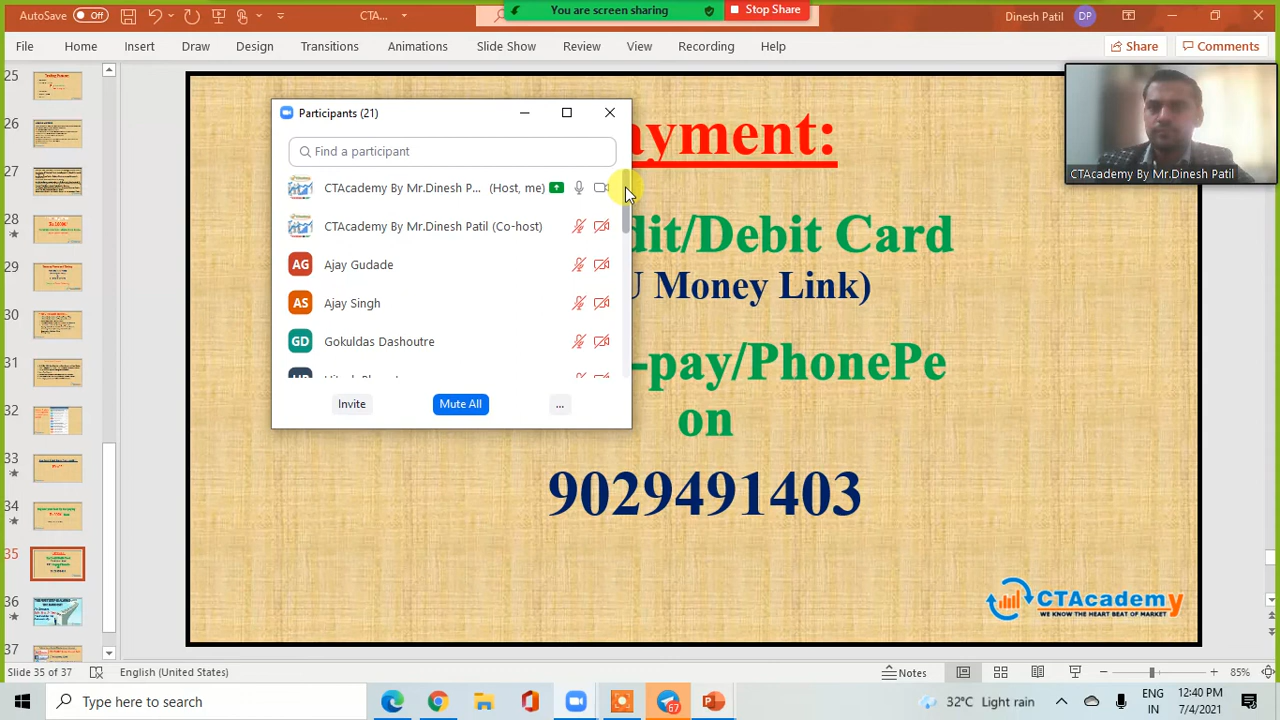 AutoSave
Off
CTA...
You are screen sharing
Stop Share
Dinesh Patil
DP
File
Home
Insert
Draw
Design
Transitions
Animations
Slide Show
Review
View
Recording
Help
Share
Comments
25
26
27
28
29
30
31
32
33
34
35
36
37
Participants (21)
Find a participant
CTAcademy By Mr.Dinesh P... (Host, me)
CTAcademy By Mr.Dinesh Patil (Co-host)
AG Ajay Gudade
AS Ajay Singh
GD Gokuldas Dashoutre
Invite
Mute All
...
ayment:
dit/Debit Card
U Money Link)
-pay/PhonePe
on
9029491403
CTAcademy
WE KNOW THE HEART BEAT OF MARKET
CTAcademy By Mr.Dinesh Patil
Slide 35 of 37
English (United States)
Notes
85%
Type here to search
67
32°C Light rain
ENG
IN
12:40 PM
7/4/2021